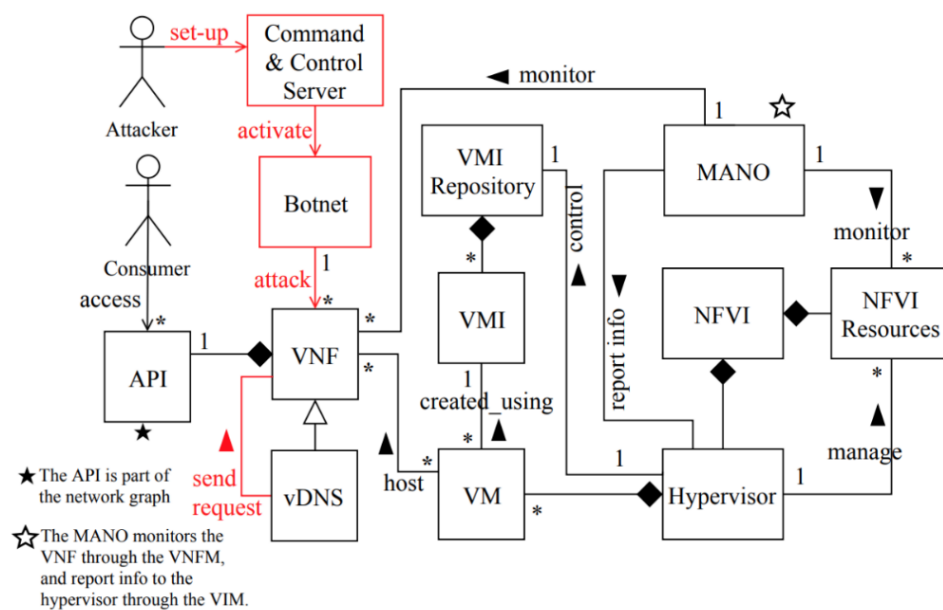 set-up
Command
& Control
Server
Attacker
activate
monitor
1
MANO
1
VMI
Repository
1
control
Botnet
Consumer
access
1
attack
*
*
API
1
VNF
*
*
*
VMI
1
created_using
*
report info
monitor
*
NFVI
NFVI
Resources
*
manage
The API is part of
the network graph
send
request
vDNS
host
*
VM
*
1
Hypervisor
1
The MANO monitors the
VNF through the VNFM,
and report info to the
hypervisor through the VIM.